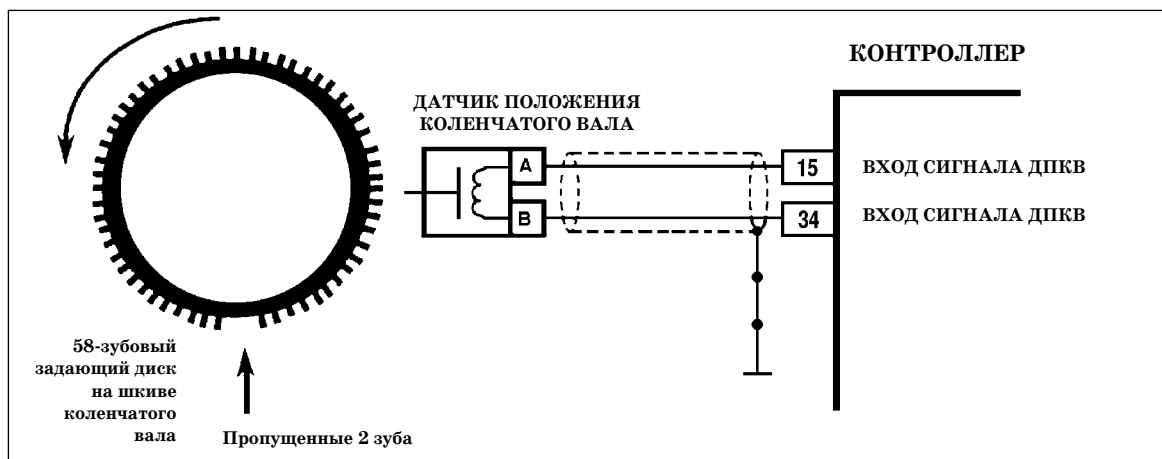 КОНТРОЛЛЕР
ДАТЧИК ПОЛОЖЕНИЯ
КОЛЕНЧАТОГО ВАЛА
A
15
ВХОД СИГНАЛА ДПКВ
B
34
ВХОД СИГНАЛА ДПКВ
58-зубовый
задающий диск
на шкиве
коленчатого
вала
Пропущенные 2 зуба